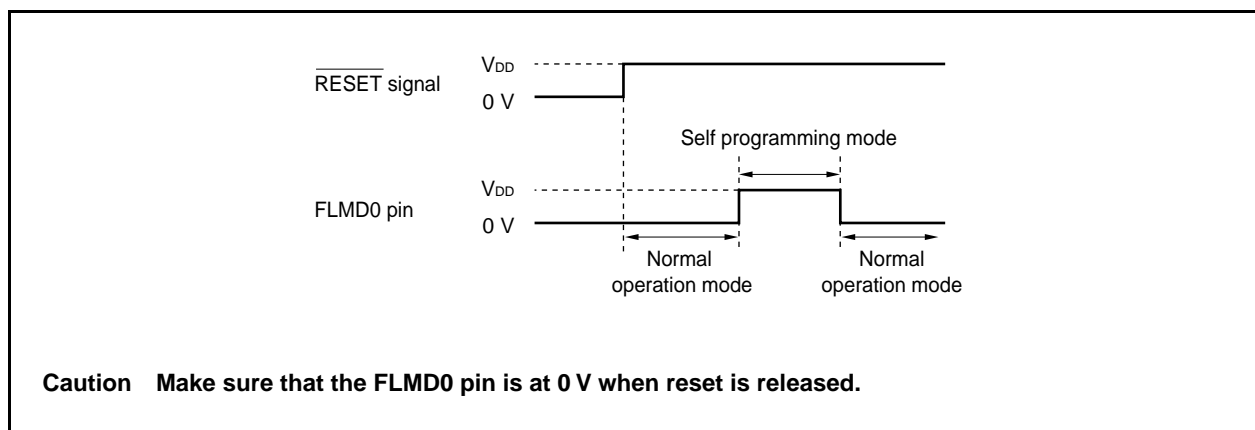 RESET signal
VDD
0 V
Self programming mode
FLMD0 pin
VDD
0 V
Normal operation mode
Normal operation mode
Caution Make sure that the FLMD0 pin is at 0 V when reset is released.